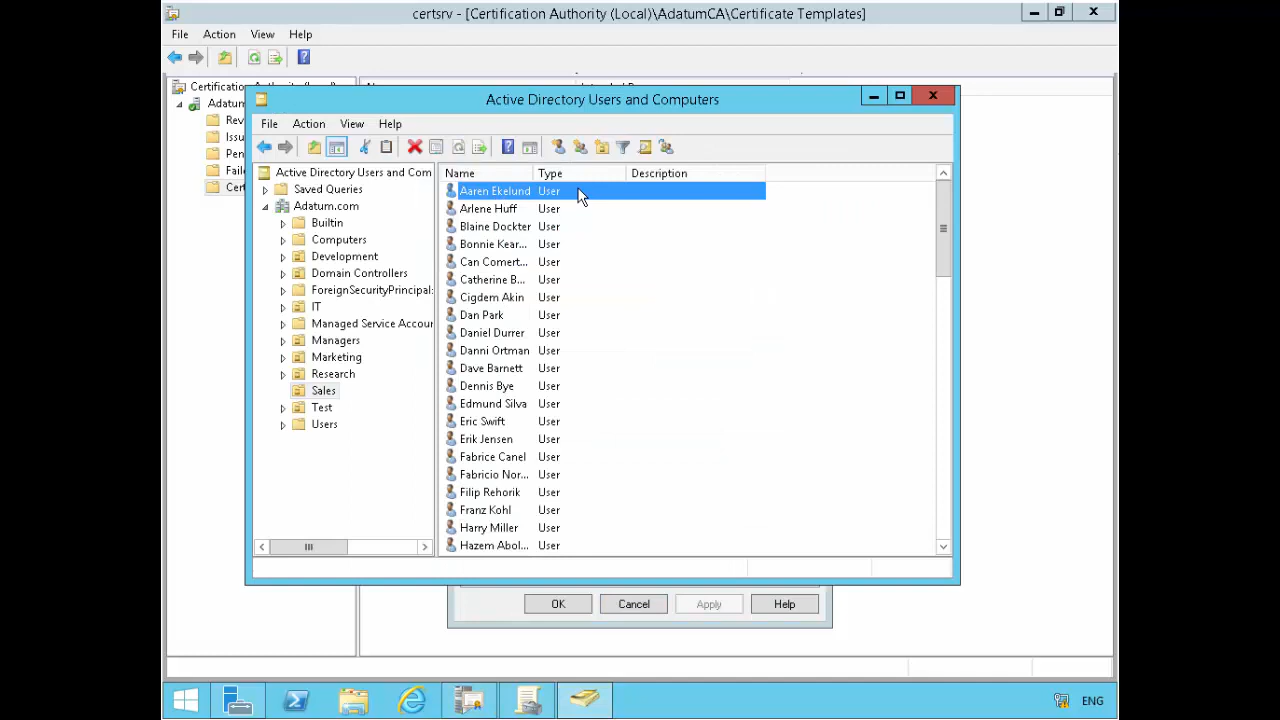 certsrv - [Certification Authority (Local)\AdatumCA\Certificate Templates]
File Action View Help
Active Directory Users and Computers
File Action View Help
Active Directory Users and Com
Saved Queries
Adatum.com
Builtin
Computers
Development
Domain Controllers
ForeignSecurityPrincipal:
IT
Managed Service Accour
Managers
Marketing
Research
Sales
Test
Users
Name Type Description
Aaren Ekelund User
Arlene Huff User
Blaine Dockter User
Bonnie Kear... User
Can Comert... User
Catherine B... User
Cigdem Akin User
Dan Park User
Daniel Durrer User
Danni Ortman User
Dave Barnett User
Dennis Bye User
Edmund Silva User
Eric Swift User
Erik Jensen User
Fabrice Canel User
Fabricio Nor... User
Filip Rehorik User
Franz Kohl User
Harry Miller User
Hazem Abol... User
OK Cancel Apply Help
ENG